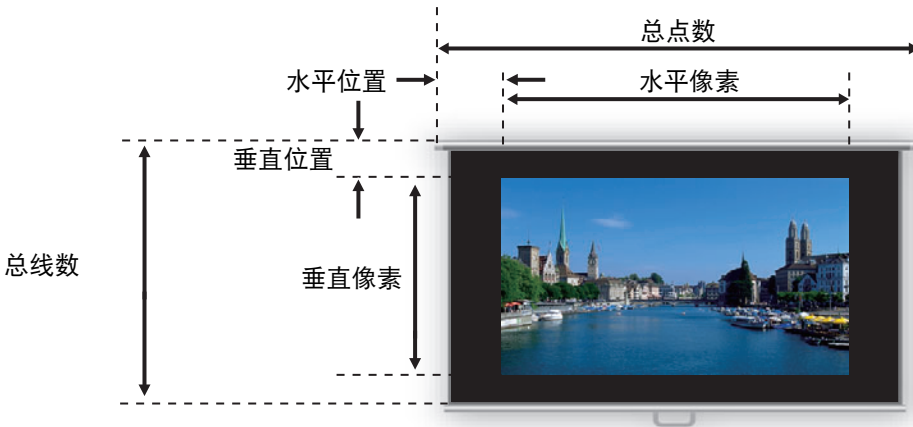 总点数
水平位置
水平像素
垂直位置
总线数
垂直像素